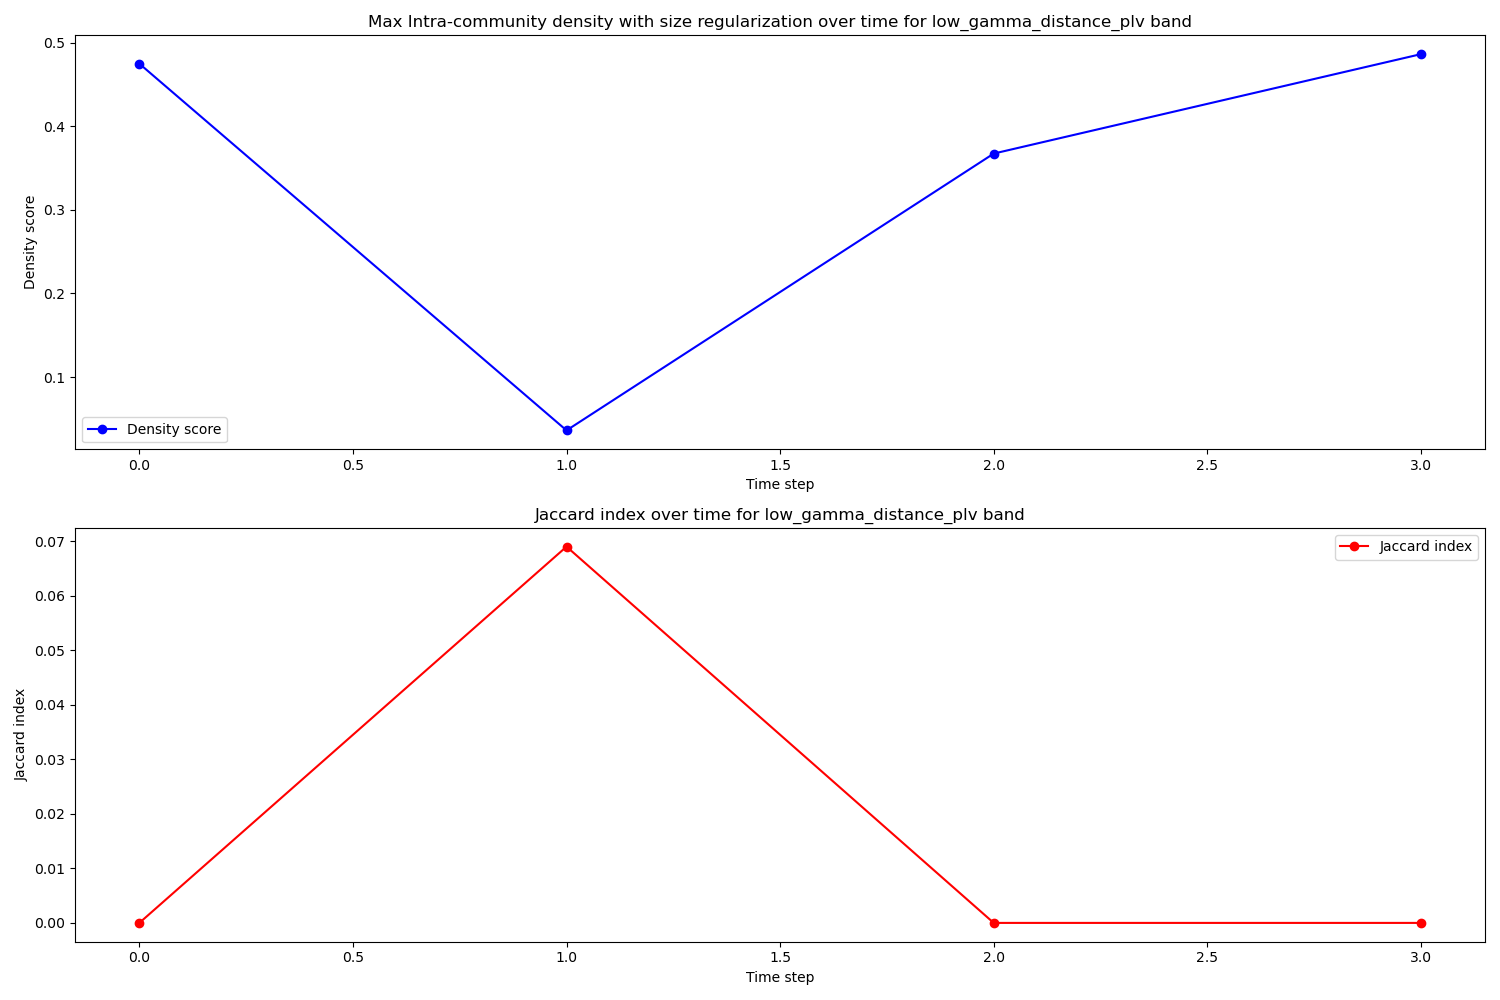 Max Intra-community density with size regularization over time for low_gamma_distance_plv band
0.5
0.4
0.3
0.2
0.1
Density score
Density score
0.0 0.5 1.0 1.5 2.0 2.5 3.0
Time step
Jaccard index over time for low_gamma_distance_plv band
0.07
0.06
0.05
0.04
0.03
0.02
0.01
0.00
Jaccard index
Jaccard index
0.0 0.5 1.0 1.5 2.0 2.5 3.0
Time step